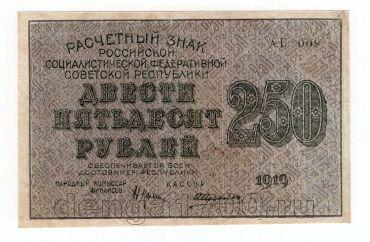 РАСЧЕТНЫЙ ЗНАК
РОССИЙСКОЙ
СОЦИАЛИСТИЧЕСКОЙ ФЕДЕРАТИВНОЙ
СОВЕТСКОЙ РЕСПУБЛИКИ
ДВЕСТИ
ПЯТЬДЕСЯТ
РУБЛЕЙ
250
ОБЕСПЕЧИВАЕТСЯ ВСЕМ
ДОСТОЯНИЕМ РЕСПУБЛИКИ
НАРОДНЫЙ КОМИССАР
ФИНАНСОВ
КАССИР
1919